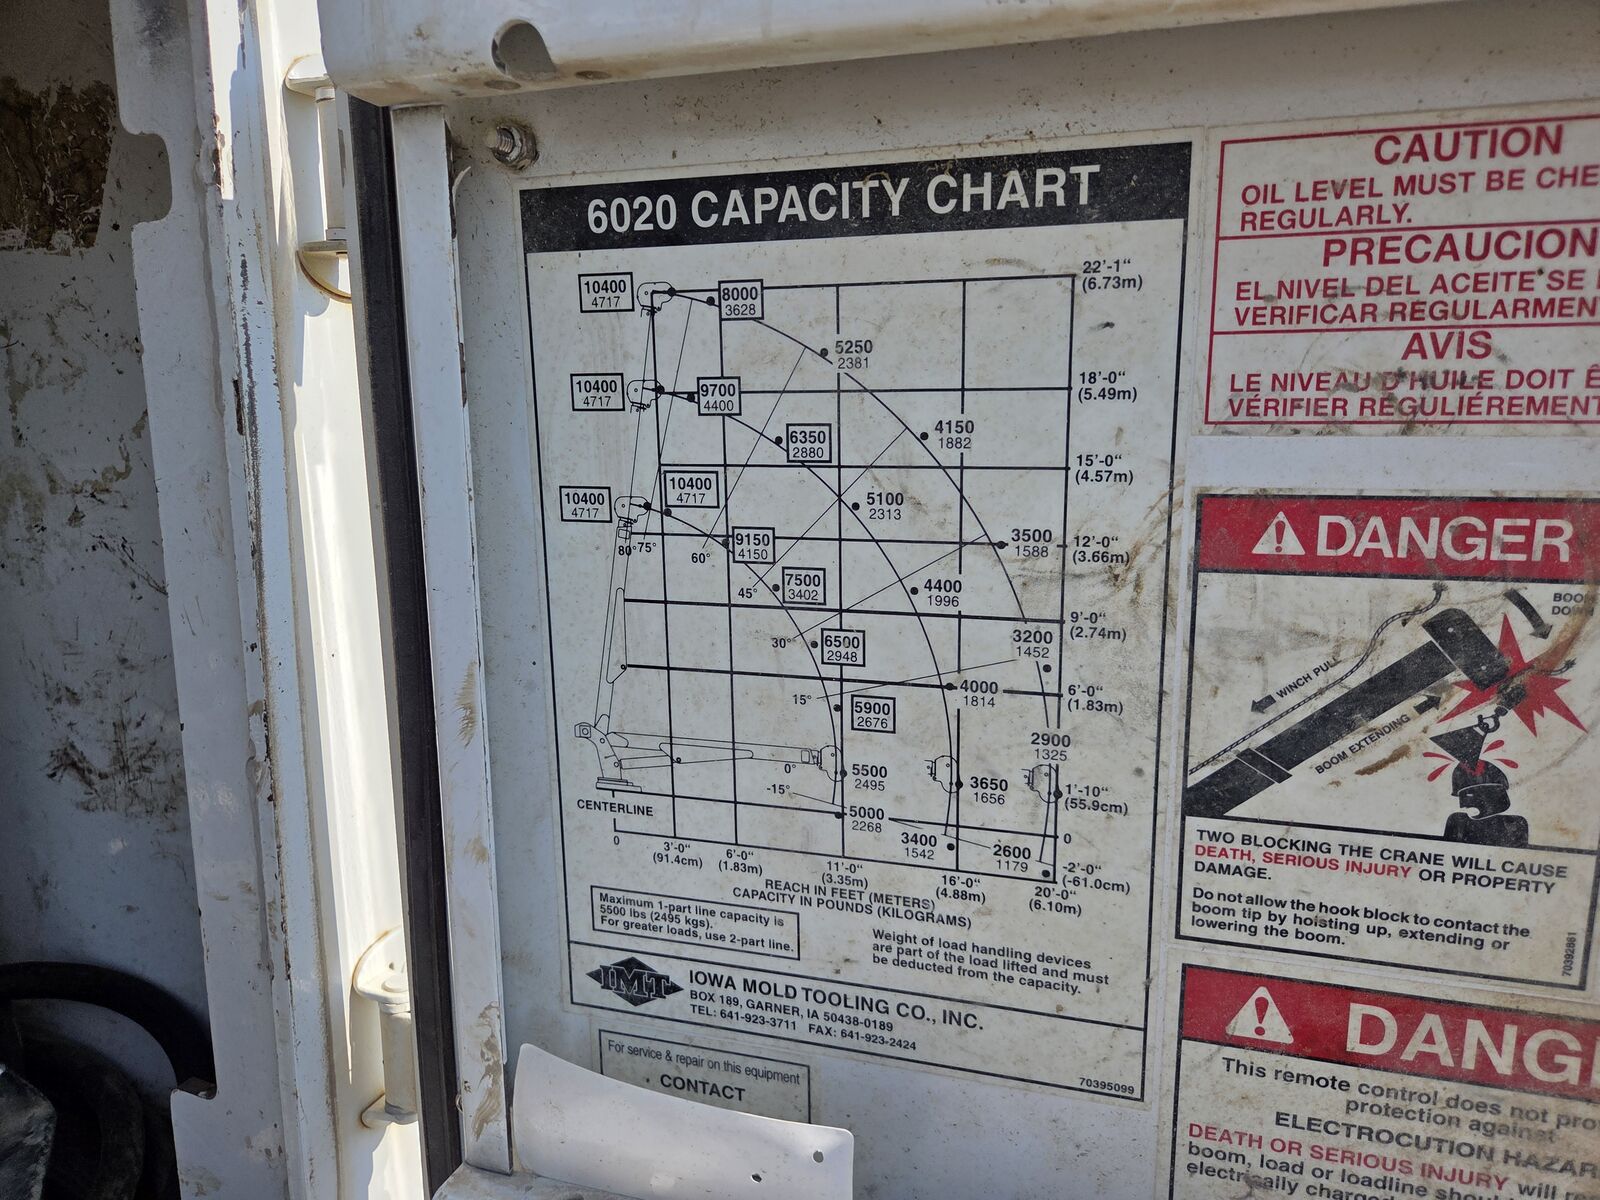 6020 CAPACITY CHART
10400
4717
8000
3628
22'-1"
(6.73m)
5250
2381
10400
4717
9700
4400
18'-0"
(5.49m)
6350
2880
4150
1882
15'-0"
(4.57m)
10400
4717
10400
4717
5100
2313
80°
75°
60°
9150
4150
3500
1588
12'-0"
(3.66m)
45°
7500
3402
4400
1996
9'-0"
(2.74m)
30°
6500
2948
3200
1452
15°
5900
2676
4000
1814
6'-0"
(1.83m)
2900
1325
0°
5500
2495
3650
1656
1'-10"
(55.9cm)
-15°
CENTERLINE
5000
2268
3400
1542
2600
1179
0
-2'-0"
(-61.0cm)
0
3'-0"
(91.4cm)
6'-0"
(1.83m)
11'-0"
(3.35m)
16'-0"
(4.88m)
20'-0"
(6.10m)
REACH IN FEET (METERS)
CAPACITY IN POUNDS (KILOGRAMS)
Maximum 1-part line capacity is
5500 lbs (2495 kgs).
For greater loads, use 2-part line.
Weight of load handling devices
are part of the load lifted and must
be deducted from the capacity.
IMT
IOWA MOLD TOOLING CO., INC.
BOX 189, GARNER, IA 50438-0189
TEL: 641-923-3711 FAX: 641-923-2424
70395099
For service & repair on this equipment
CONTACT
CAUTION
OIL LEVEL MUST BE CHE
REGULARLY.
PRECAUCION
EL NIVEL DEL ACEITE SE
VERIFICAR REGULARMEN
AVIS
LE NIVEAU D'HUILE DOIT Ê
VÉRIFIER RÉGULIÉREMENT
DANGER
BOOM
DOWN
WINCH PULL
BOOM EXTENDING
TWO BLOCKING THE CRANE WILL CAUSE
DEATH, SERIOUS INJURY OR PROPERTY
DAMAGE.
Do not allow the hook block to contact the
boom tip by hoisting up, extending or
lowering the boom.
70392861
DANG
This remote control does not pro
protection against
ELECTROCUTION HAZAR
DEATH OR SERIOUS INJURY will
boom, load or loadline
electrically charged